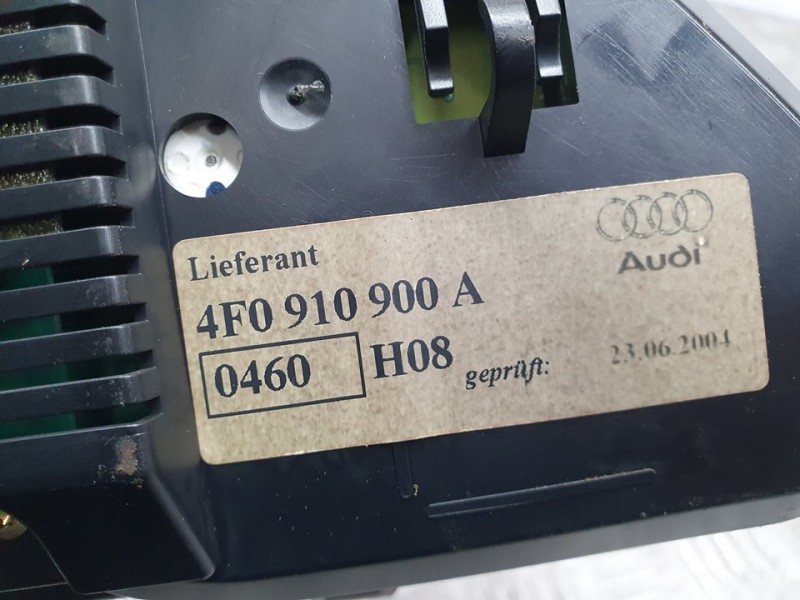 Lieferant
Audi
4F0 910 900 A
0460 H08 geprüft: 23.06.2004